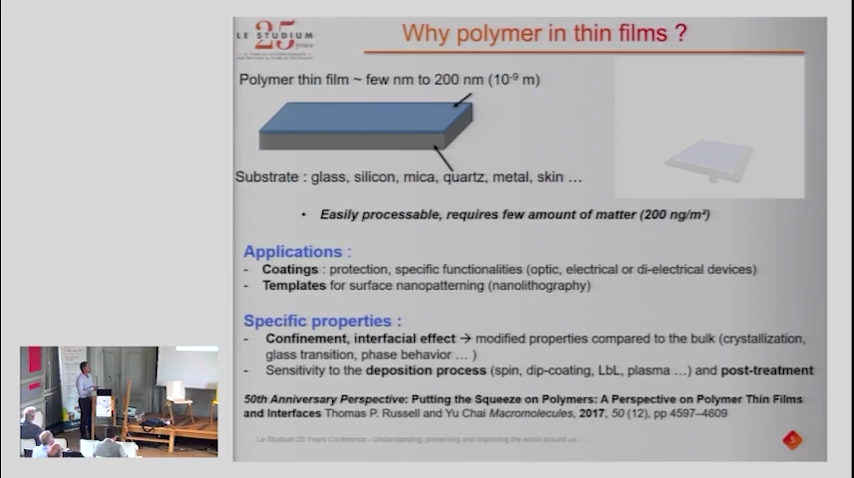 LE STUDIUM
25
years
Why polymer in thin films ?
Polymer thin film ~ few nm to 200 nm (10⁻⁹ m)
Substrate : glass, silicon, mica, quartz, metal, skin ...
• Easily processable, requires few amount of matter (200 ng/m²)
Applications :
- Coatings : protection, specific functionalities (optic, electrical or di-electrical devices)
- Templates for surface nanopatterning (nanolithography)
Specific properties :
- Confinement, interfacial effect → modified properties compared to the bulk (crystallization,
glass transition, phase behavior ... )
- Sensitivity to the deposition process (spin, dip-coating, LbL, plasma ...) and post-treatment
50th Anniversary Perspective: Putting the Squeeze on Polymers: A Perspective on Polymer Thin Films
and Interfaces Thomas P. Russell and Yu Chai Macromolecules, 2017, 50 (12), pp 4597–4609
Le Studium 25 Years Conference – Understanding, preserving and improving the world around us
5